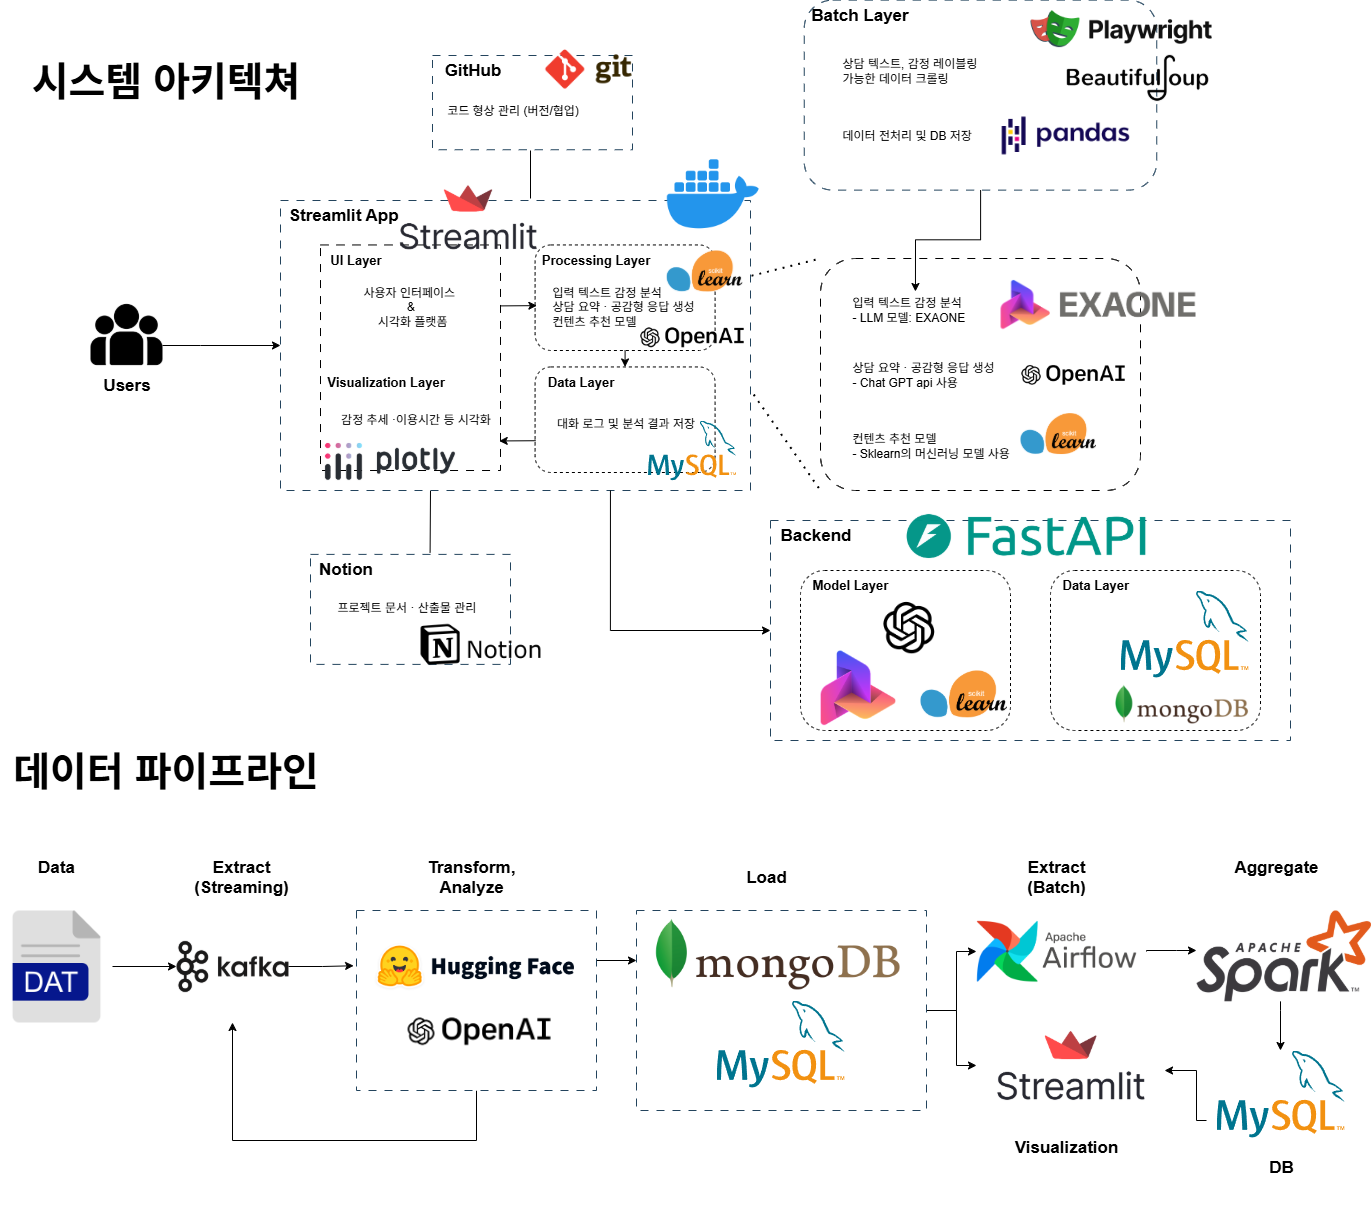 시스템 아키텍쳐
GitHub
git
코드 형상 관리 (버전/협업)
Batch Layer
Playwright
상담 텍스트, 감정 레이블링
가능한 데이터 크롤링
BeautifulSoup
데이터 전처리 및 DB 저장
pandas
Streamlit App
Streamlit
UI Layer
사용자 인터페이스
&
시각화 플랫폼
Processing Layer
scikit
learn
입력 텍스트 감정 분석
상담 요약 · 공감형 응답 생성
컨텐츠 추천 모델
OpenAI
Users
Visualization Layer
감정 추세 ·이용시간 등 시각화
plotly
Data Layer
대화 로그 및 분석 결과 저장
MySQL™
입력 텍스트 감정 분석
- LLM 모델: EXAONE
EXAONE
상담 요약 · 공감형 응답 생성
- Chat GPT api 사용
OpenAI
컨텐츠 추천 모델
- Sklearn의 머신러닝 모델 사용
scikit
learn
Notion
프로젝트 문서 · 산출물 관리
N Notion
Backend
FastAPI
Model Layer
scikit
learn
Data Layer
MySQL™
mongoDB
데이터 파이프라인
Data
DAT
Extract
(Streaming)
kafka
Transform,
Analyze
Hugging Face
OpenAI
Load
mongoDB
MySQL™
Extract
(Batch)
Apache
Airflow
Aggregate
APACHE
Spark™
Streamlit
Visualization
MySQL™
DB